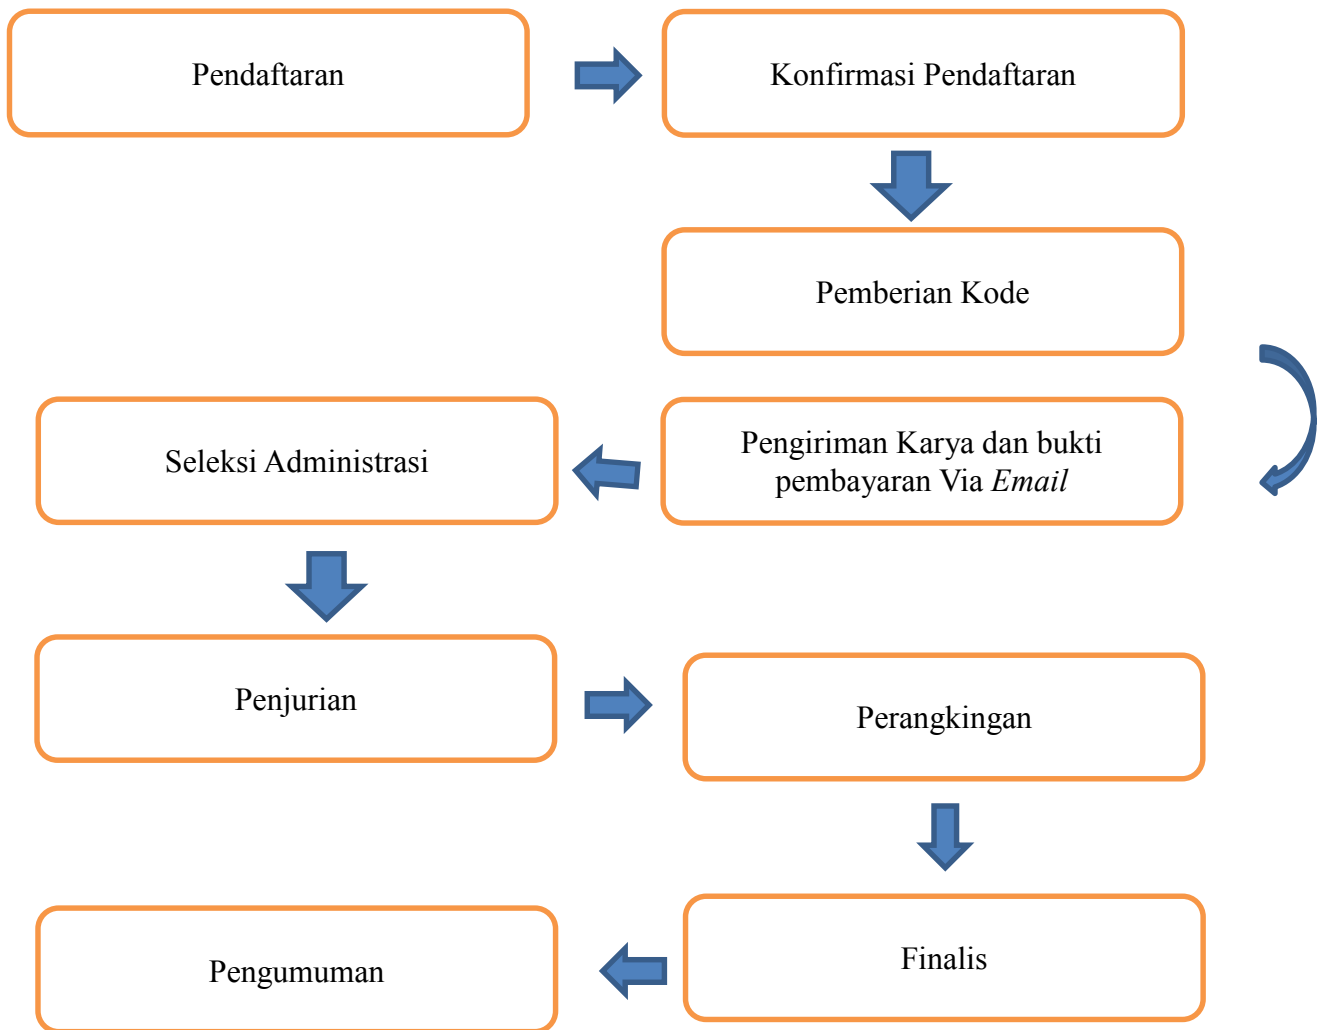 Pendaftaran
Konfirmasi Pendaftaran
Pemberian Kode
Pengiriman Karya dan bukti
pembayaran Via Email
Seleksi Administrasi
Penjurian
Perangkingan
Finalis
Pengumuman